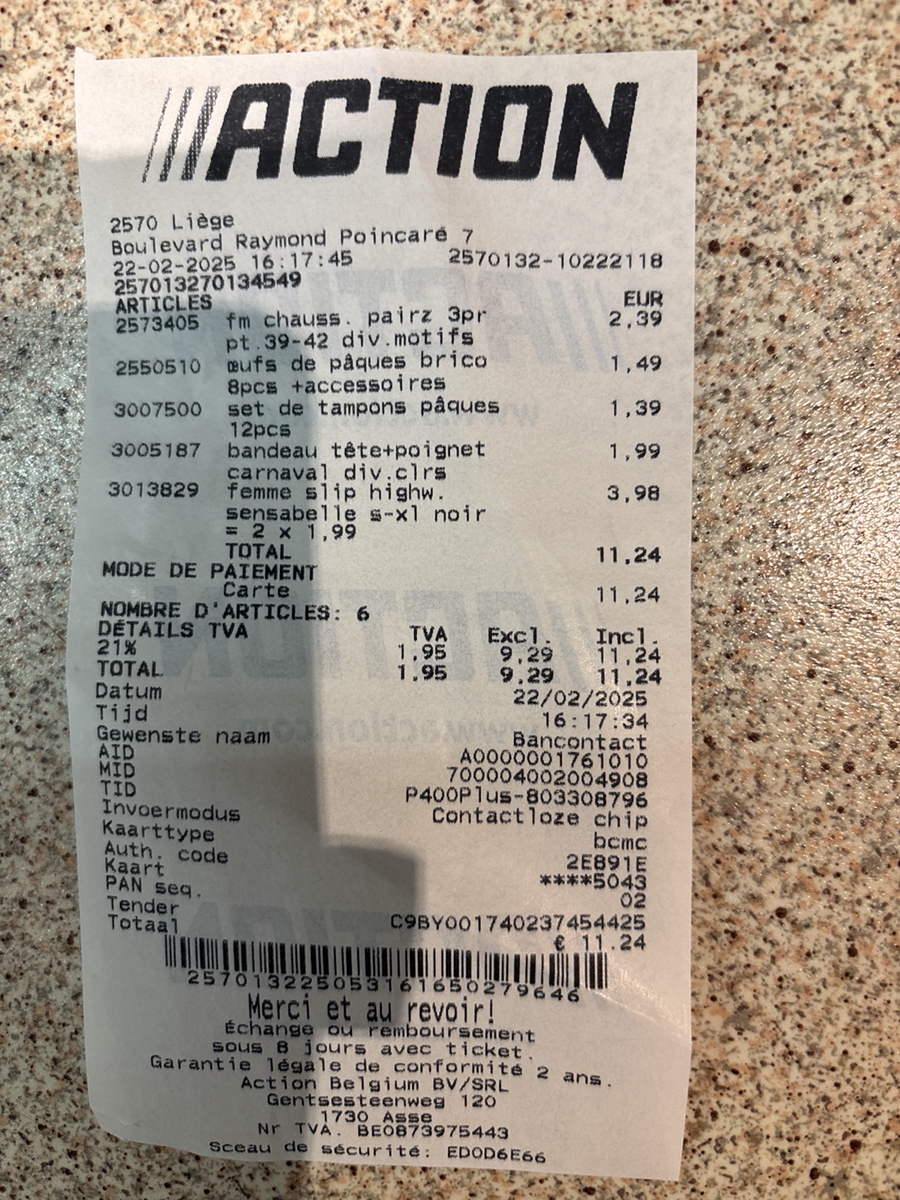 ACTION
2570 Liège
Boulevard Raymond Poincaré 7
22-02-2025 16:17:45 2570132-10222118
257013270134549
ARTICLES EUR
2573405 fm chauss. pairz 3pr 2,39
pt.39-42 div.motifs
2550510 œufs de pâques brico 1,49
8pcs +accessoires
3007500 set de tampons pâques 1,39
12pcs
3005187 bandeau tête+poignet 1,99
carnaval div.clrs
3013829 femme slip highw. 3,98
sensabelle s-xl noir
= 2 x 1,99
TOTAL 11,24
MODE DE PAIEMENT
Carte 11,24
NOMBRE D'ARTICLES: 6
DÉTAILS TVA TVA Excl. Incl.
21% 1,95 9,29 11,24
TOTAL 1,95 9,29 11,24
Datum 22/02/2025
Tijd 16:17:34
Gewenste naam Bancontact
AID A0000001761010
MID 700004002004908
TID P400Plus-803308796
Invoermodus Contactloze chip
Kaarttype bcmc
Auth. code 2E891E
Kaart ****5043
PAN seq. 02
Tender C9BY001740237454425
Totaal € 11.24
257013225053161650279646
Merci et au revoir!
Échange ou remboursement
sous 8 jours avec ticket.
Garantie légale de conformité 2 ans.
Action Belgium BV/SRL
Gentsesteenweg 120
1730 Asse
Nr TVA. BE0873975443
Sceau de sécurité: ED0D6E66